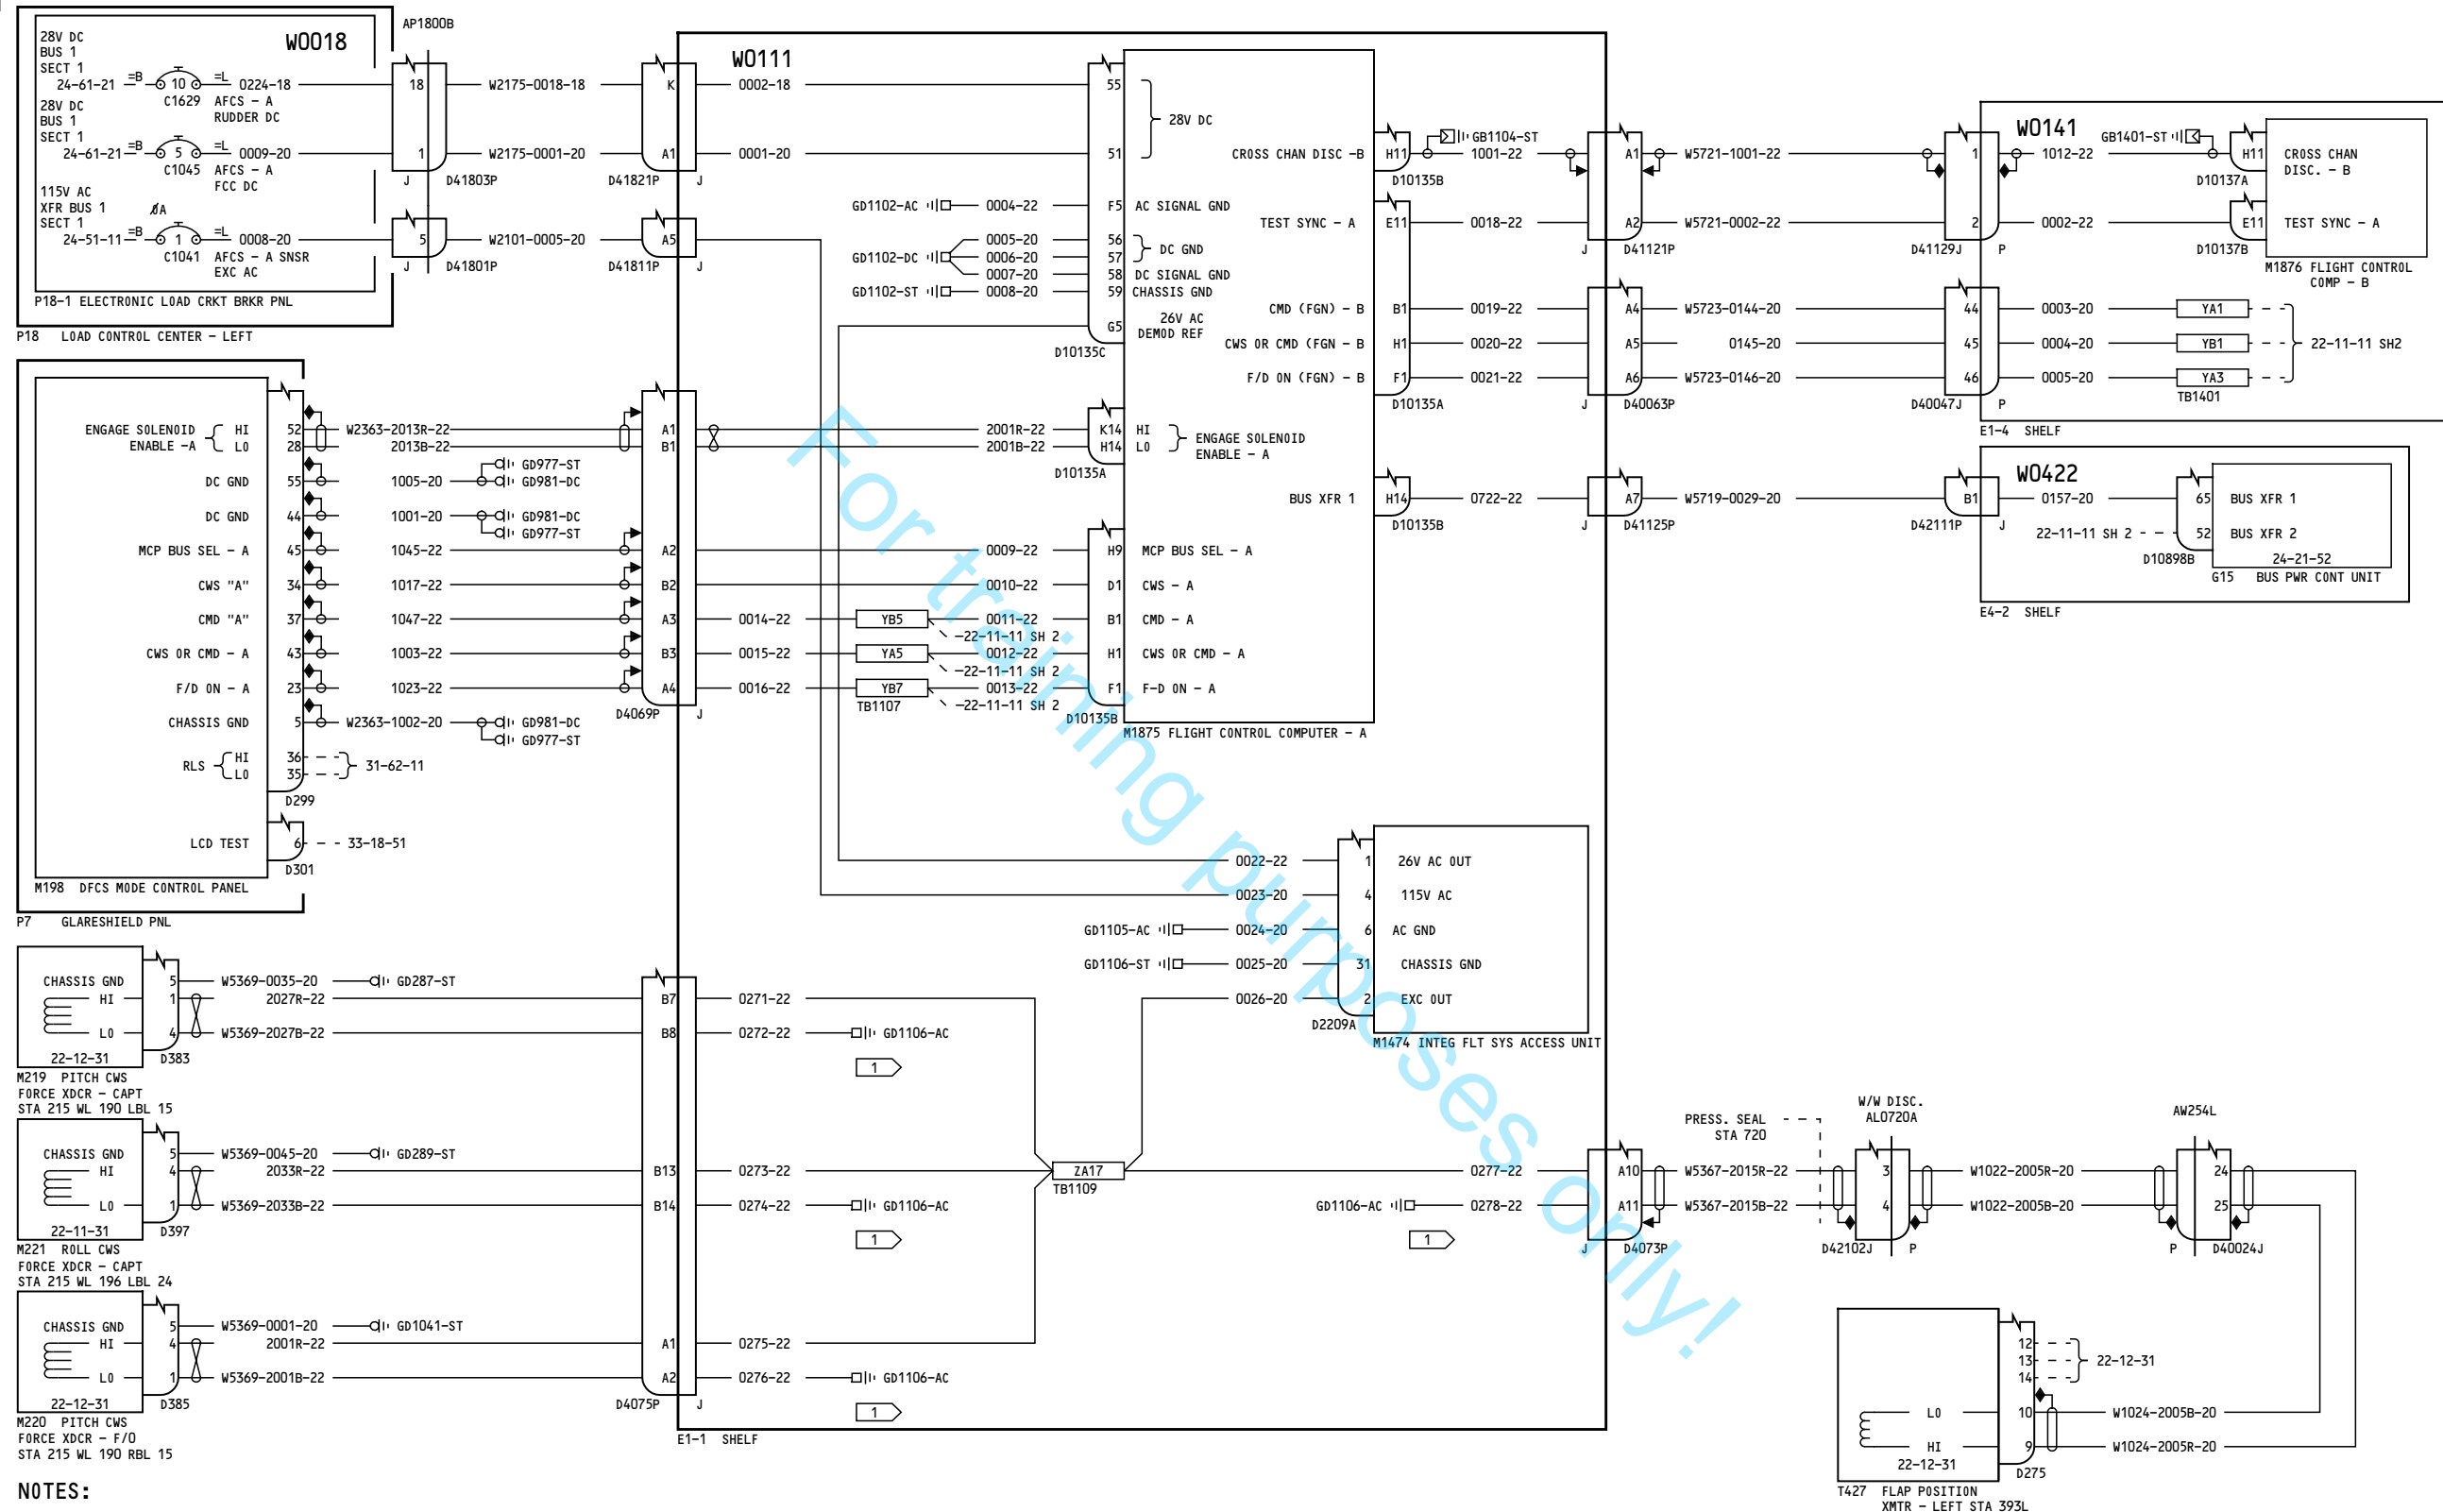 AP1800B
28V DC
BUS 1
SECT 1
W0018
24-61-21 =B 10 =L 0224-18
C1629 AFCS - A
RUDDER DC
28V DC
BUS 1
SECT 1
24-61-21 =B 5 =L 0009-20
C1045 AFCS - A
FCC DC
115V AC
XFR BUS 1
SECT 1
ØA
24-51-11 =B 1 =L 0008-20
C1041 AFCS - A SNSR
EXC AC
P18-1 ELECTRONIC LOAD CRKT BRKR PNL
P18 LOAD CONTROL CENTER - LEFT
18 W2175-0018-18 K
1 W2175-0001-20 A1
J D41803P D41821P J
5 W2101-0005-20 A5
J D41801P D41811P J
ENGAGE SOLENOID
ENABLE -A
HI 52 W2363-2013R-22 A1
LO 28 2013B-22 B1
GD977-ST
DC GND 55 1005-20 GD981-DC
DC GND 44 1001-20 GD981-DC
GD977-ST
MCP BUS SEL - A 45 1045-22 A2
CWS "A" 34 1017-22 B2
CMD "A" 37 1047-22 A3
CWS OR CMD - A 43 1003-22 B3
F/D ON - A 23 1023-22 A4
D4069P J
CHASSIS GND 5 W2363-1002-20 GD981-DC
GD977-ST
RLS HI 36
LO 35
31-62-11
D299
LCD TEST 6 33-18-51
D301
M198 DFCS MODE CONTROL PANEL
P7 GLARESHIELD PNL
CHASSIS GND 5 W5369-0035-20 GD287-ST
HI 1 2027R-22 B7
LO 4 W5369-2027B-22 B8
22-12-31 D383
M219 PITCH CWS
FORCE XDCR - CAPT
STA 215 WL 190 LBL 15
CHASSIS GND 5 W5369-0045-20 GD289-ST
HI 4 2033R-22 B13
LO 1 W5369-2033B-22 B14
22-11-31 D397
M221 ROLL CWS
FORCE XDCR - CAPT
STA 215 WL 196 LBL 24
CHASSIS GND 5 W5369-0001-20 GD1041-ST
HI 4 2001R-22 A1
LO 1 W5369-2001B-22 A2
22-12-31 D385
D4075P J
M220 PITCH CWS
FORCE XDCR - F/O
STA 215 WL 190 RBL 15
NOTES:
W0111
0002-18 55
28V DC
0001-20 51
GD1102-AC 0004-22 F5 AC SIGNAL GND
0005-20 56
GD1102-DC 0006-20 57 DC GND
0007-20 58 DC SIGNAL GND
GD1102-ST 0008-20 59 CHASSIS GND
G5 26V AC
DEMOD REF
D10135C
2001R-22 K14 HI
2001B-22 H14 LO
ENGAGE SOLENOID
ENABLE - A
D10135A
0009-22 H9 MCP BUS SEL - A
0010-22 D1 CWS - A
0014-22 YB5 0011-22 B1 CMD - A
22-11-11 SH 2
0015-22 YA5 0012-22 H1 CWS OR CMD - A
22-11-11 SH 2
0016-22 YB7 0013-22 F1 F-D ON - A
TB1107 22-11-11 SH 2
D10135B
M1875 FLIGHT CONTROL COMPUTER - A
0022-22 1 26V AC OUT
0023-20 4 115V AC
GD1105-AC 0024-20 6 AC GND
GD1106-ST 0025-20 31 CHASSIS GND
0026-20 2 EXC OUT
D2209A
M1474 INTEG FLT SYS ACCESS UNIT
0271-22
0272-22 GD1106-AC
1
0273-22 ZA17 0277-22 A10
TB1109
0274-22 GD1106-AC
1
GD1106-AC 0278-22 A11
1
0275-22
0276-22 GD1106-AC
1
E1-1 SHELF
CROSS CHAN DISC -B H11 1001-22 A1 W5721-1001-22 1 1012-22 H11 CROSS CHAN
DISC. - B
GB1104-ST
GB1401-ST
D10135B
D10137A
TEST SYNC - A E11 0018-22 A2 W5721-0002-22 2 0002-22 E11 TEST SYNC - A
J D41121P D41129J P D10137B
W0141
M1876 FLIGHT CONTROL
COMP - B
CMD (FGN) - B B1 0019-22 A4 W5723-0144-20 44 0003-20 YA1
CWS OR CMD (FGN - B H1 0020-22 A5 0145-20 45 0004-20 YB1 22-11-11 SH2
F/D ON (FGN) - B F1 0021-22 A6 W5723-0146-20 46 0005-20 YA3
D10135A J D40063P D40047J P TB1401
E1-4 SHELF
W0422
BUS XFR 1 H14 0722-22 A7 W5719-0029-20 B1 0157-20 65 BUS XFR 1
D10135B J D41125P D42111P J
22-11-11 SH 2 52 BUS XFR 2
D10898B 24-21-52
G15 BUS PWR CONT UNIT
E4-2 SHELF
PRESS. SEAL
STA 720
W/W DISC.
AL0720A
AW254L
W5367-2015R-22 3 W1022-2005R-20 24
W5367-2015B-22 4 W1022-2005B-20 25
J D4073P D42102J P P D40024J
12
13 22-12-31
14
LO 10 W1024-2005B-20
HI 9 W1024-2005R-20
22-12-31 D275
T427 FLAP POSITION
XMTR - LEFT STA 393L
For training purposes only!